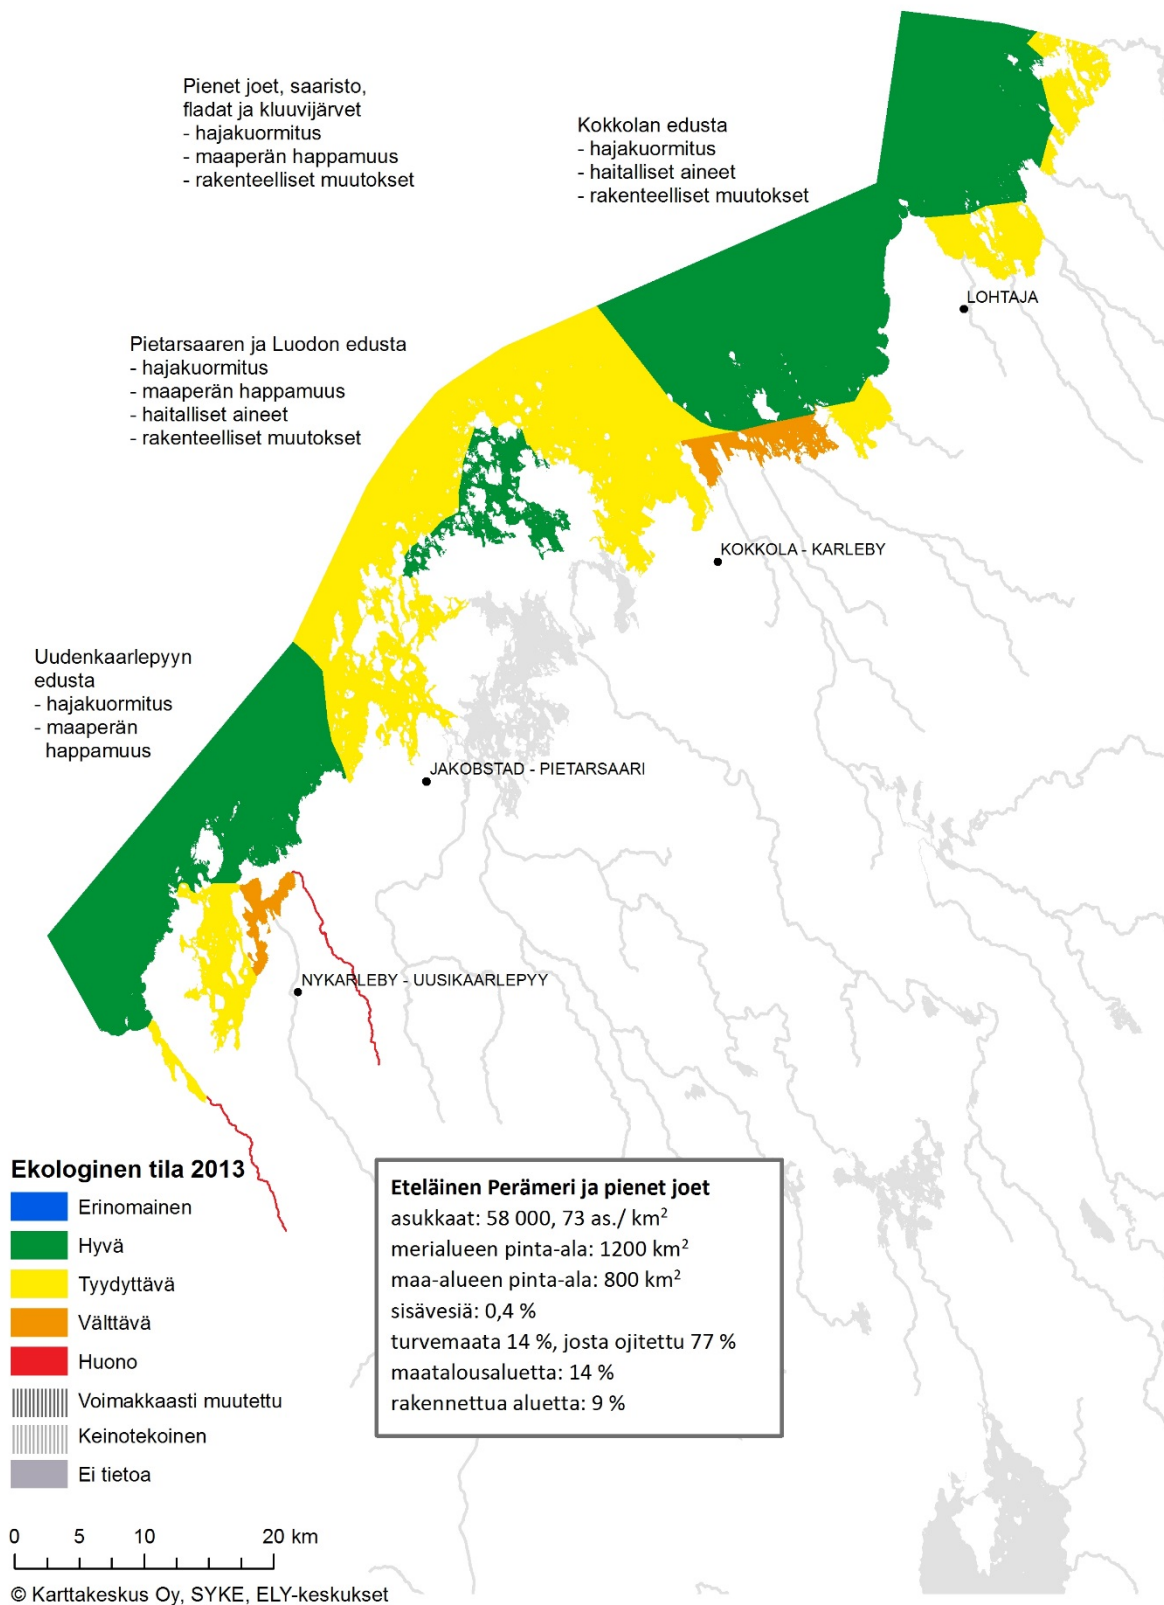 Pienet joet, saaristo,
fladat ja kluuvijärvet
- hajakuormitus
- maaperän happamuus
- rakenteelliset muutokset
Kokkolan edusta
- hajakuormitus
- haitalliset aineet
- rakenteelliset muutokset
LOHTAJA
Pietarsaaren ja Luodon edusta
- hajakuormitus
- maaperän happamuus
- haitalliset aineet
- rakenteelliset muutokset
KOKKOLA - KARLEBY
Uudenkaarlepyyn
edusta
- hajakuormitus
- maaperän
happamuus
JAKOBSTAD - PIETARSAARI
NYKARLEBY - UUSIKAARLEPYY
Ekologinen tila 2013
Erinomainen
Hyvä
Tyydyttävä
Välttävä
Huono
Voimakkaasti muutettu
Keinotekoinen
Ei tietoa
Eteläinen Perämeri ja pienet joet
asukkaat: 58 000, 73 as./ km²
merialueen pinta-ala: 1200 km²
maa-alueen pinta-ala: 800 km²
sisävesiä: 0,4 %
turvemaata 14 %, josta ojitettu 77 %
maatalousaluetta: 14 %
rakennettua aluetta: 9 %
0 5 10 20 km
© Karttakeskus Oy, SYKE, ELY-keskukset